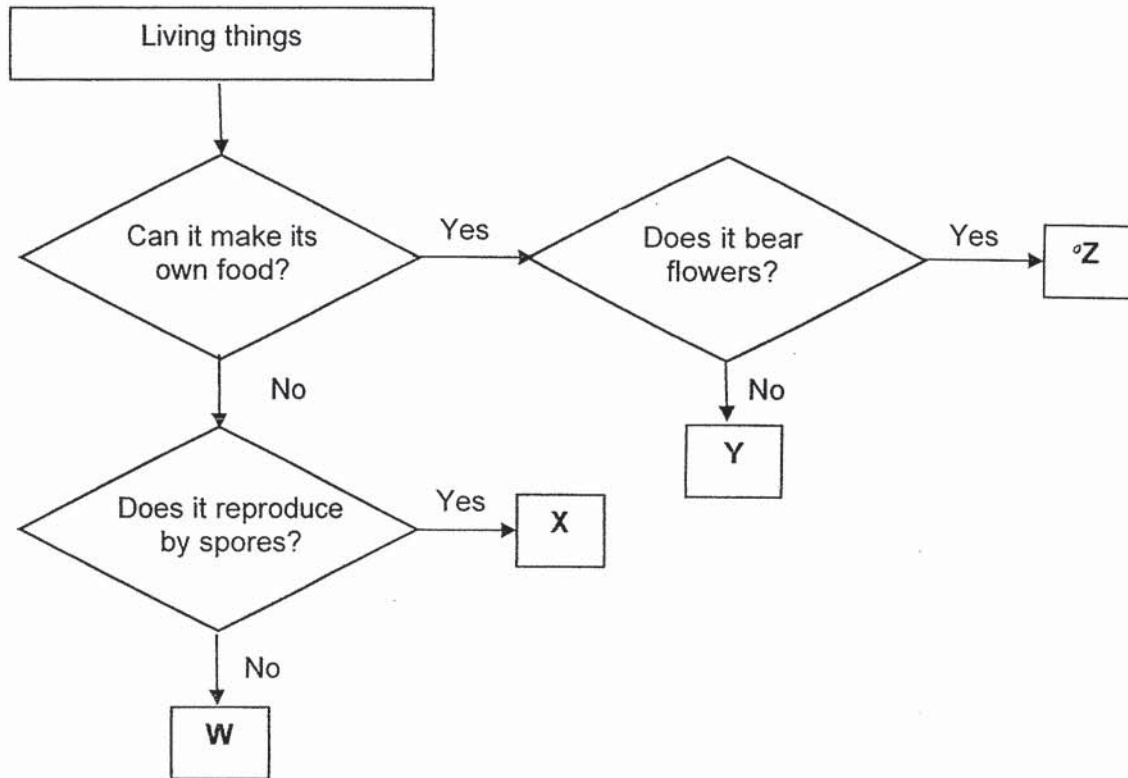 Living things
Can it make its
own food?
Yes
Does it bear
flowers?
Yes
Z
No
No
Y
Does it reproduce
by spores?
Yes
X
No
W